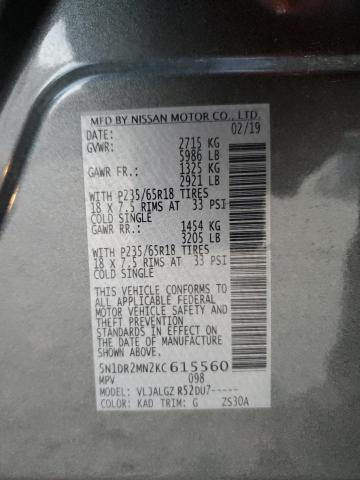 MFD BY NISSAN MOTOR CO., LTD.
DATE: 02/19
GVWR: 2715 KG
5986 LB
GAWR FR.: 1325 KG
2921 LB
WITH P235/65R18 TIRES
18 X 7.5 RIMS AT 33 PSI
COLD SINGLE
GAWR RR.: 1454 KG
3205 LB
WITH P235/65R18 TIRES
18 X 7.5 RIMS AT 33 PSI
COLD SINGLE
THIS VEHICLE CONFORMS TO
ALL APPLICABLE FEDERAL
MOTOR VEHICLE SAFETY AND
THEFT PREVENTION
STANDARDS IN EFFECT ON
THE DATE OF MANUFACTURE
SHOWN ABOVE.
5N1DR2MN2KC615560
MPV 098
MODEL: VLJALGZ R52DU7-----
COLOR: KAD TRIM: G ZS30A